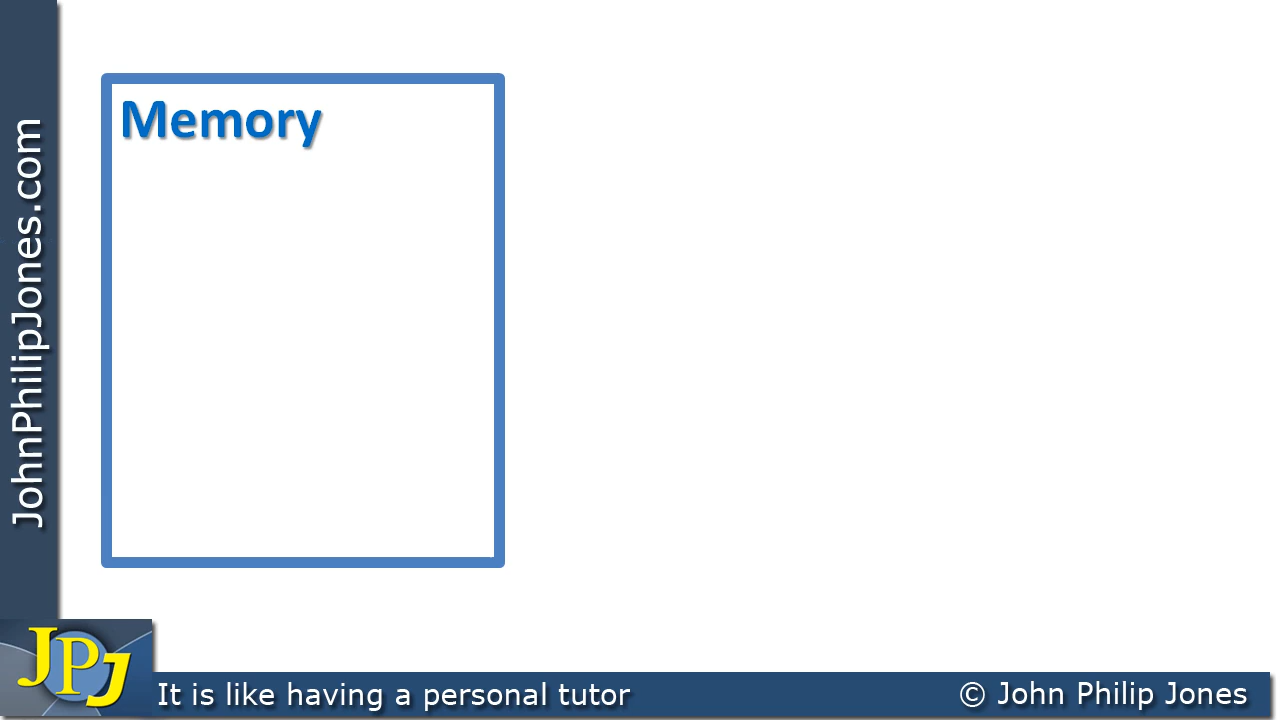 Memory
JohnPhilipJones.com
JPJ
It is like having a personal tutor
© John Philip Jones